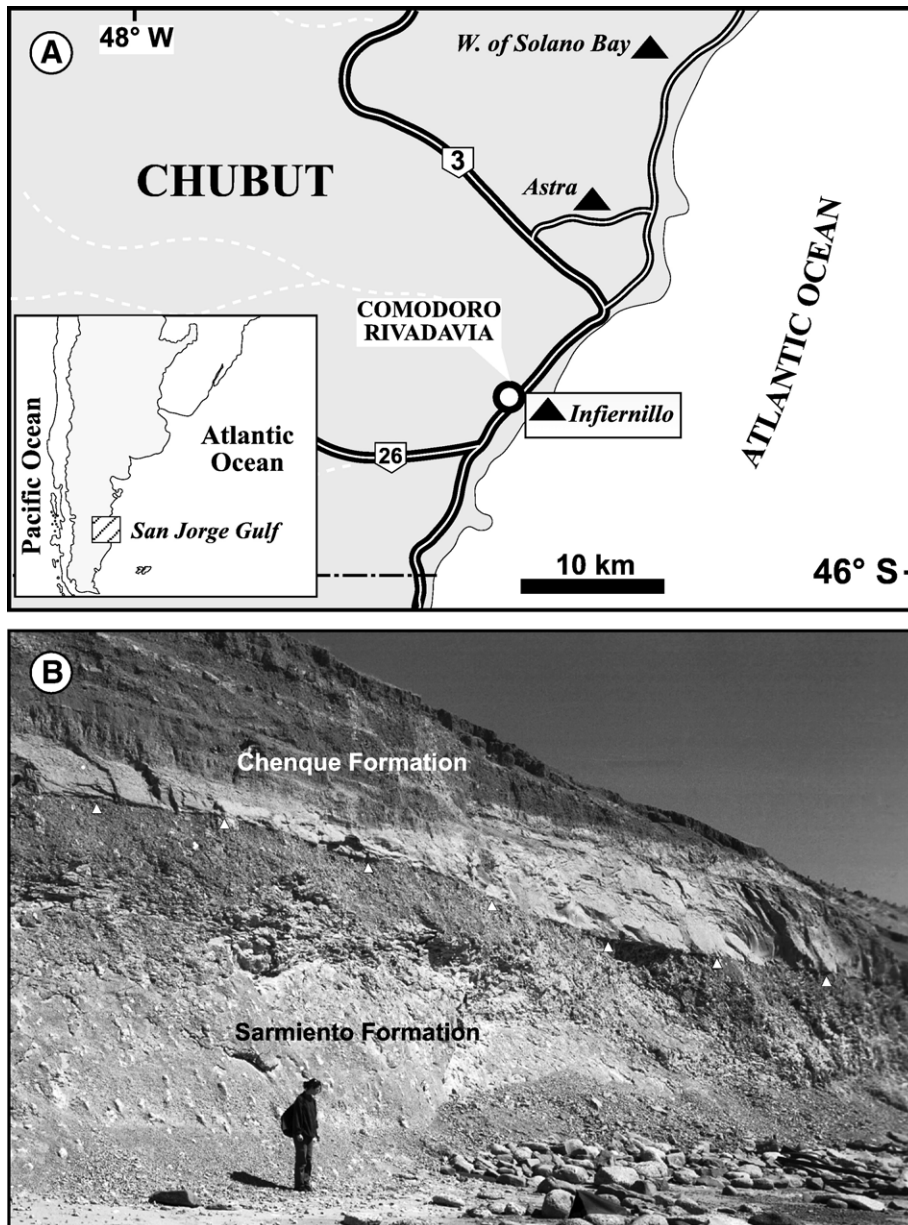 A
48° W
W. of Solano Bay
3
CHUBUT
Astra
ATLANTIC OCEAN
COMODORO
RIVADAVIA
Infiernillo
26
Pacific Ocean
Atlantic
Ocean
San Jorge Gulf
10 km
46° S
B
Chenque Formation
Sarmiento Formation